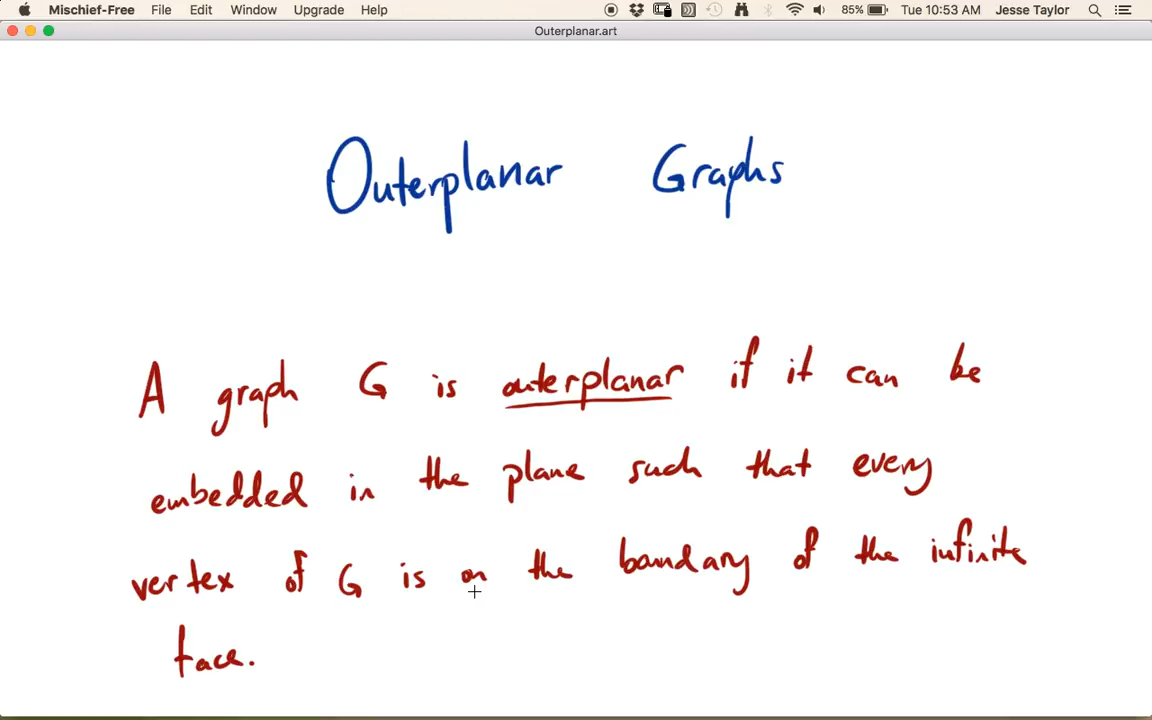 Mischief-Free File Edit Window Upgrade Help 85% Tue 10:53 AM Jesse Taylor
Outerplanar.art
Outerplanar Graphs
A graph G is outerplanar if it can be
embedded in the plane such that every
vertex of G is on the boundary of the infinite
face.